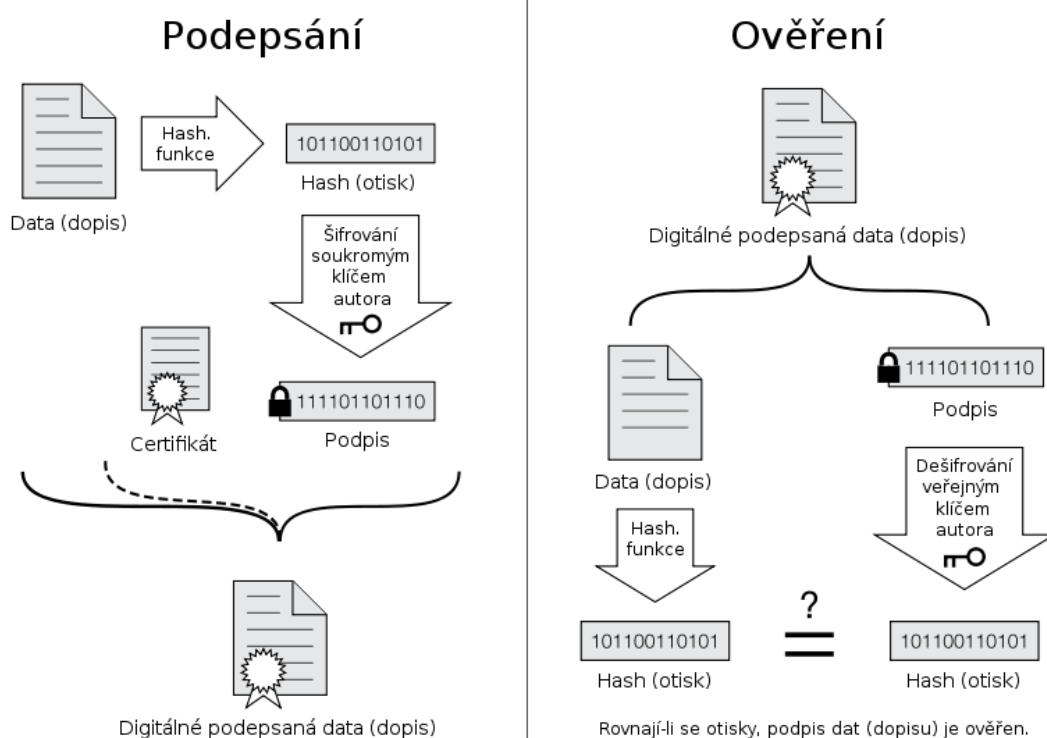 Podepsání
Hash.
funkce
101100110101
Hash (otisk)
Data (dopis)
Šifrování
soukromým
klíčem
autora
111101101110
Certifikát
Podpis
Digitálné podepsaná data (dopis)
Ověření
Digitálné podepsaná data (dopis)
111101101110
Podpis
Data (dopis)
Hash.
funkce
Dešifrování
veřejným
klíčem
autora
?
101100110101
101100110101
Hash (otisk)
Hash (otisk)
Rovnají-li se otisky, podpis dat (dopisu) je ověřen.